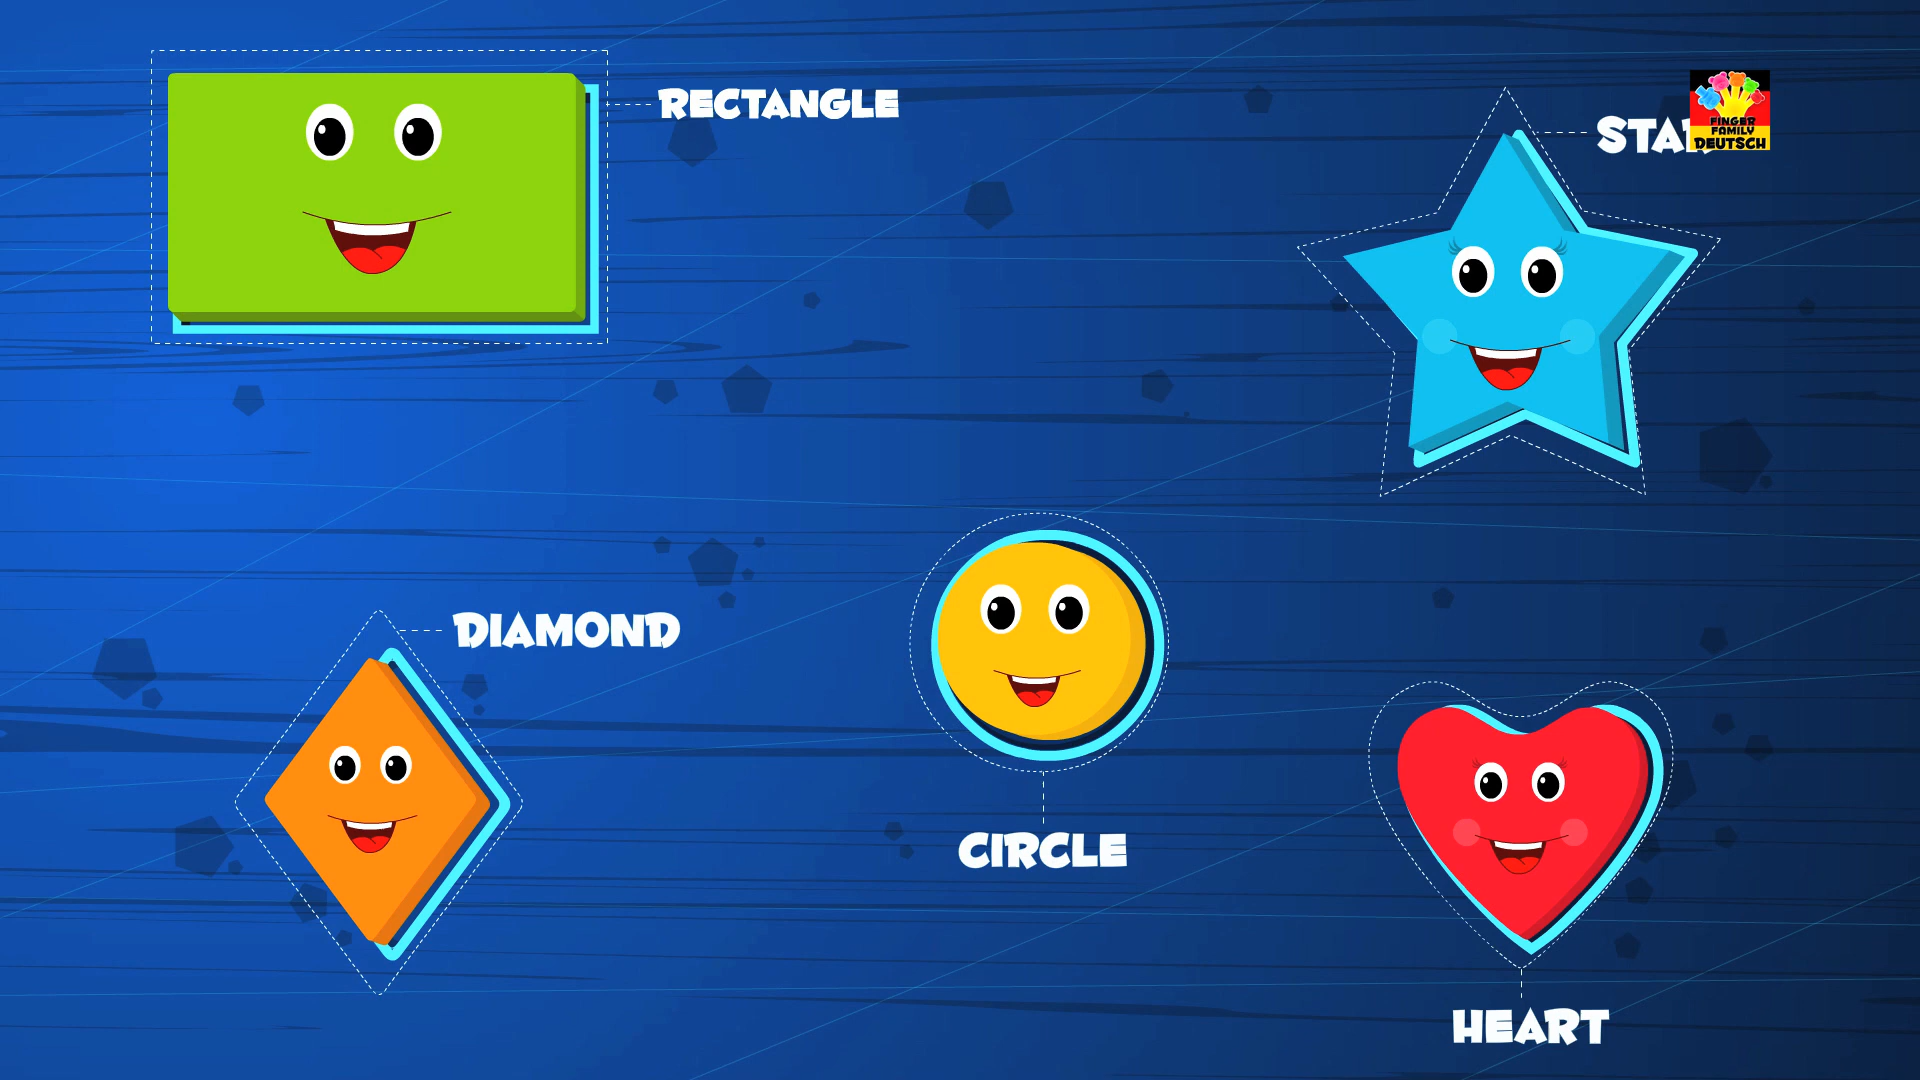 RECTANGLE
FINGER
FAMILY
DEUTSCH
DIAMOND
CIRCLE
HEART